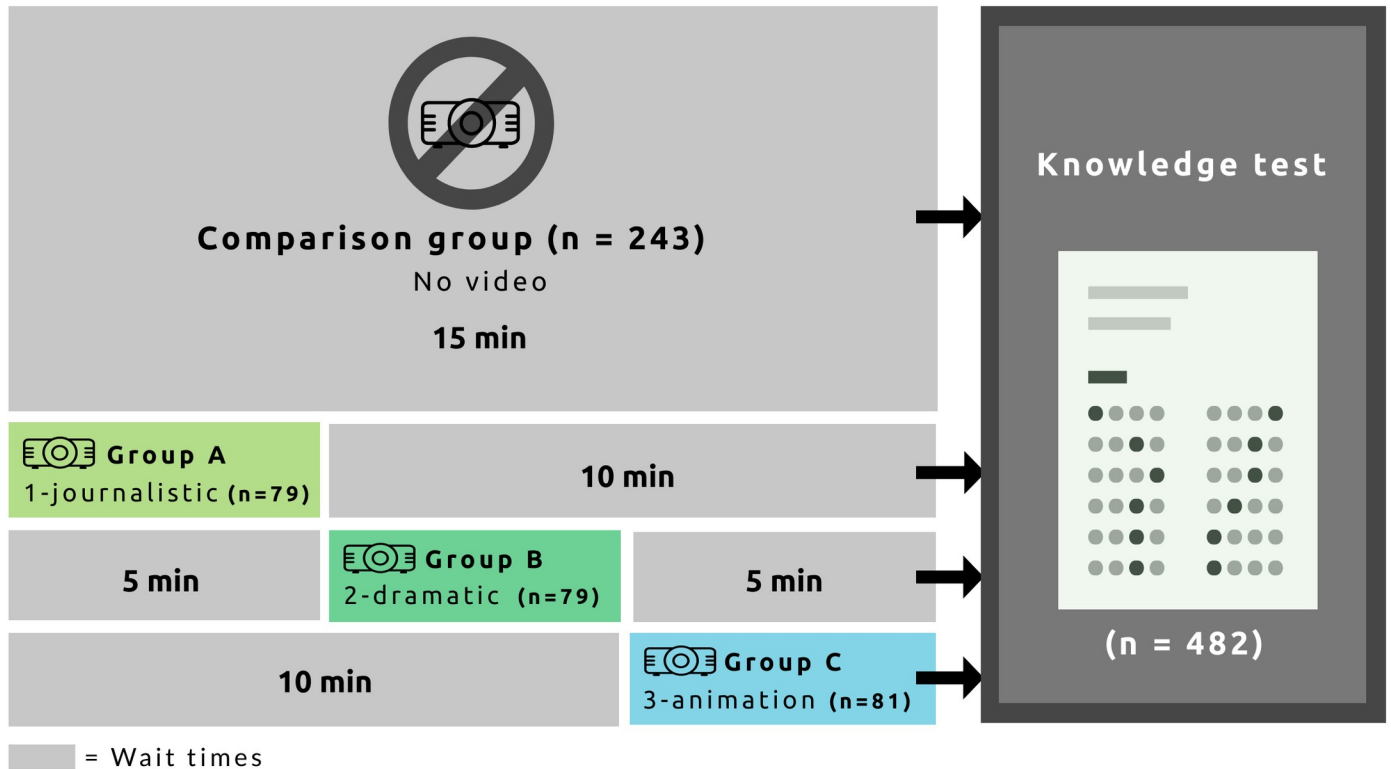 Comparison group (n = 243)
No video
15 min
Knowledge test
Group A
1-journalistic (n=79)
10 min
5 min
Group B
2-dramatic (n=79)
5 min
10 min
Group C
3-animation (n=81)
(n = 482)
= Wait times